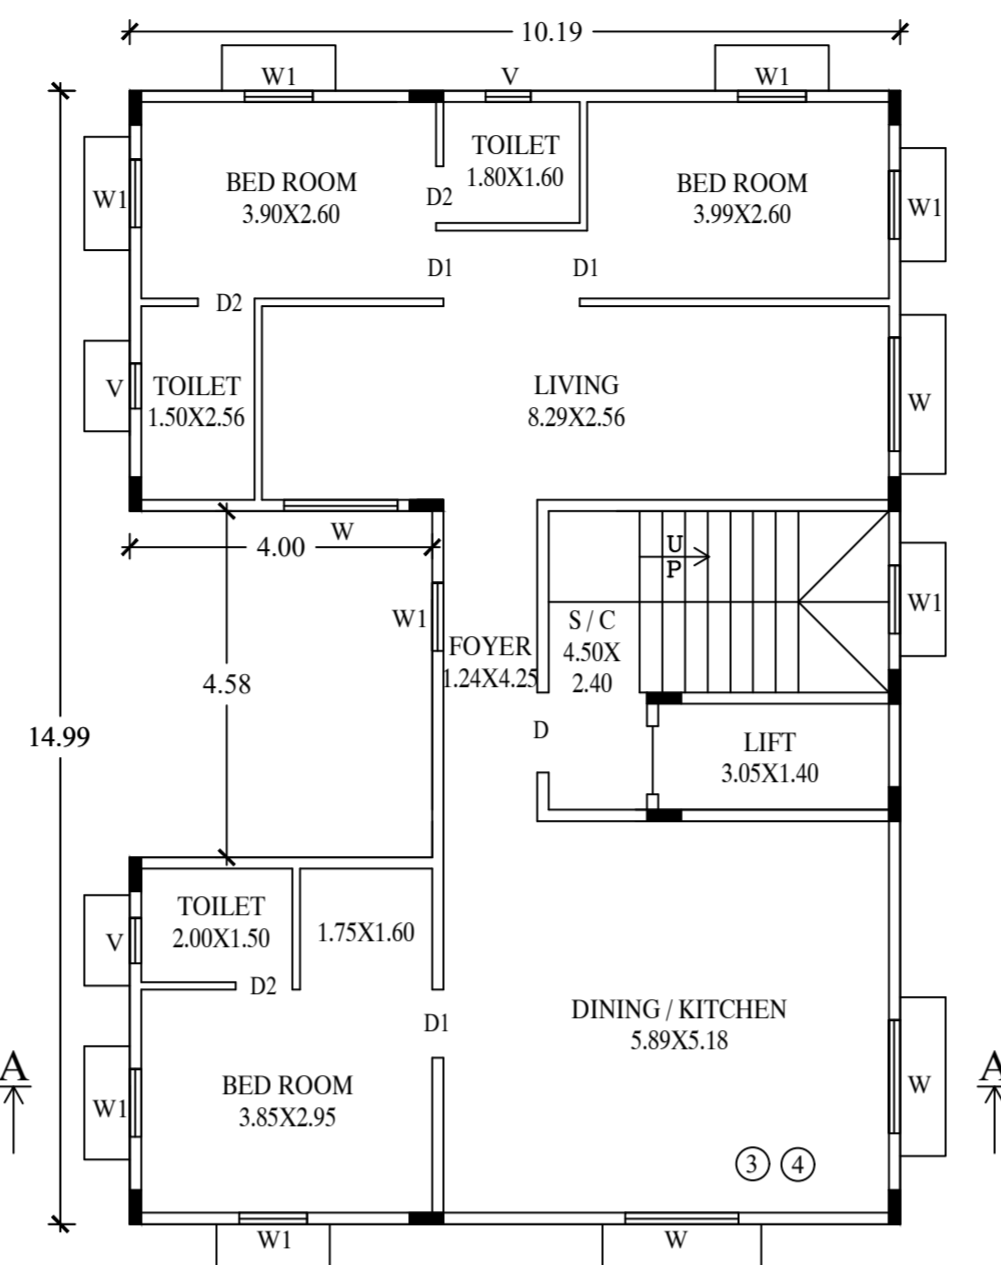 10.19
W1
V
W1
TOILET
1.80X1.60
BED ROOM
3.90X2.60
BED ROOM
3.99X2.60
W1
D2
W1
D1
D1
D2
TOILET
1.50X2.56
V
LIVING
8.29X2.56
W
W
4.00
UP
W1
W1
S / C
4.50X
2.40
FOYER
1.24X4.25
4.58
14.99
D
LIFT
3.05X1.40
TOILET
2.00X1.50
V
1.75X1.60
D2
D1
DINING / KITCHEN
5.89X5.18
A
A
BED ROOM
3.85X2.95
W1
W
3
4
W1
W